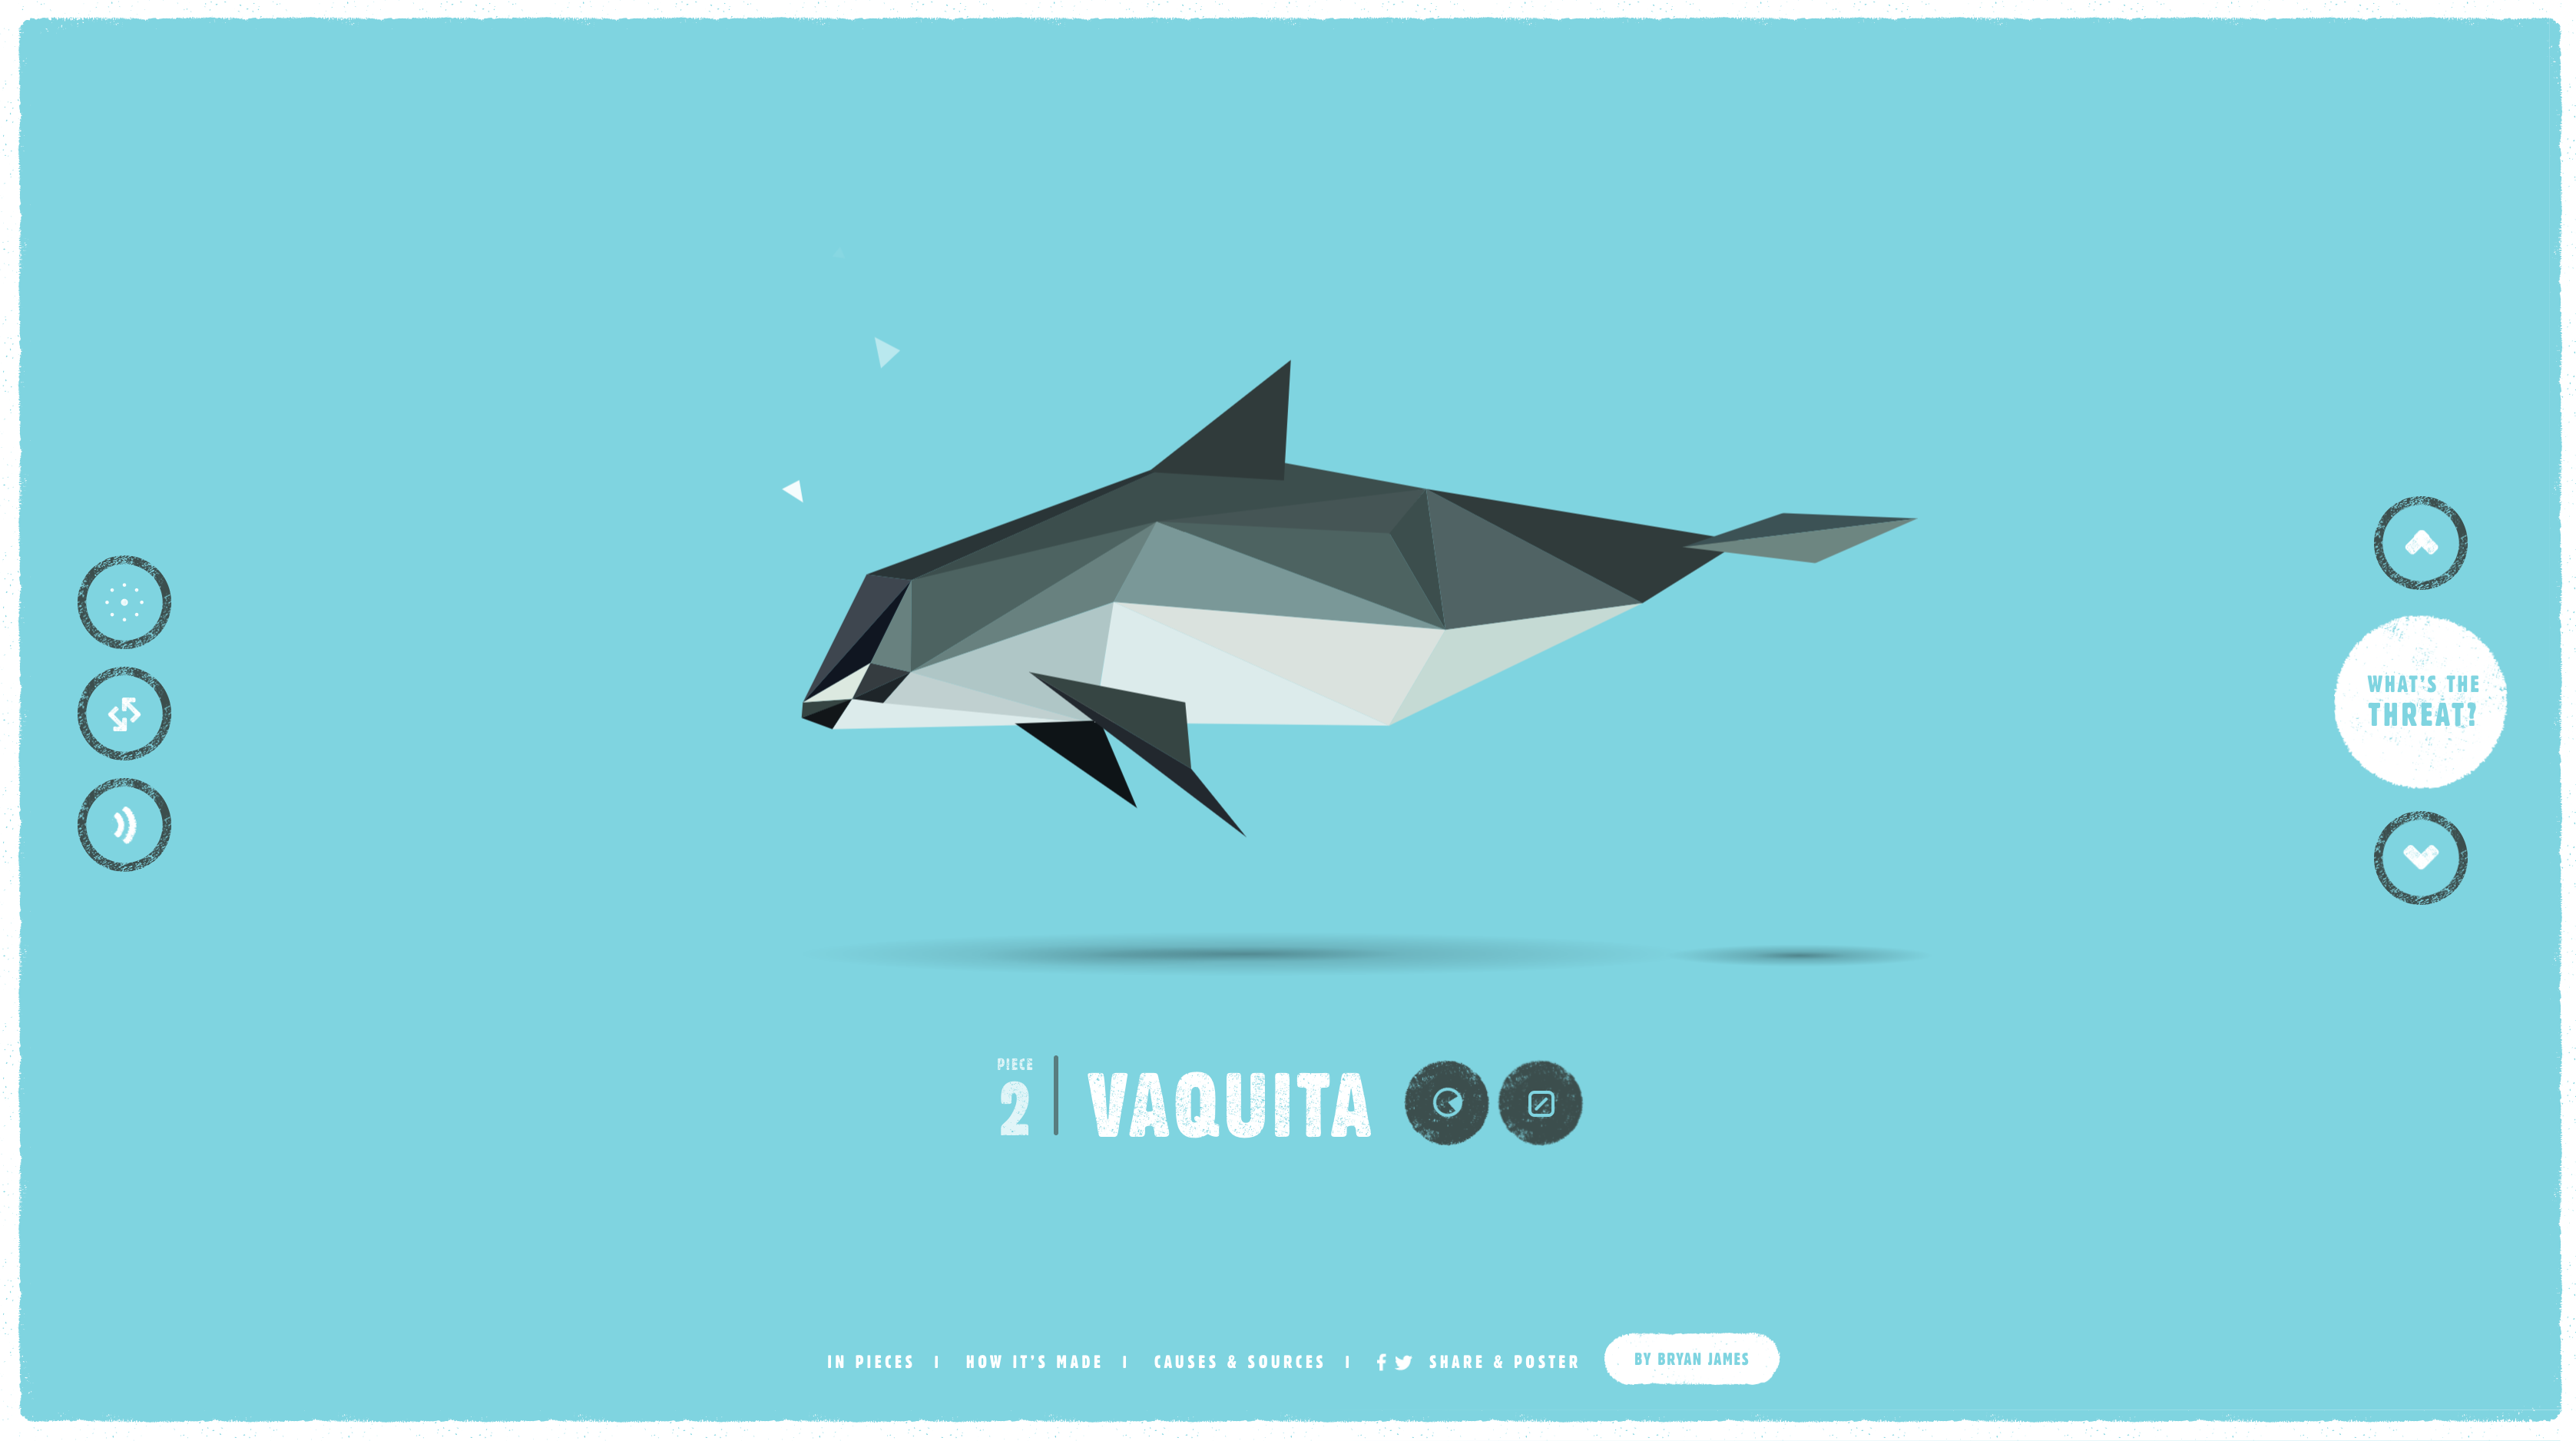 WHAT'S THE
THREAT?
PIECE
2
VAQUITA
IN PIECES I HOW IT'S MADE I CAUSES & SOURCES I SHARE & POSTER BY BRYAN JAMES